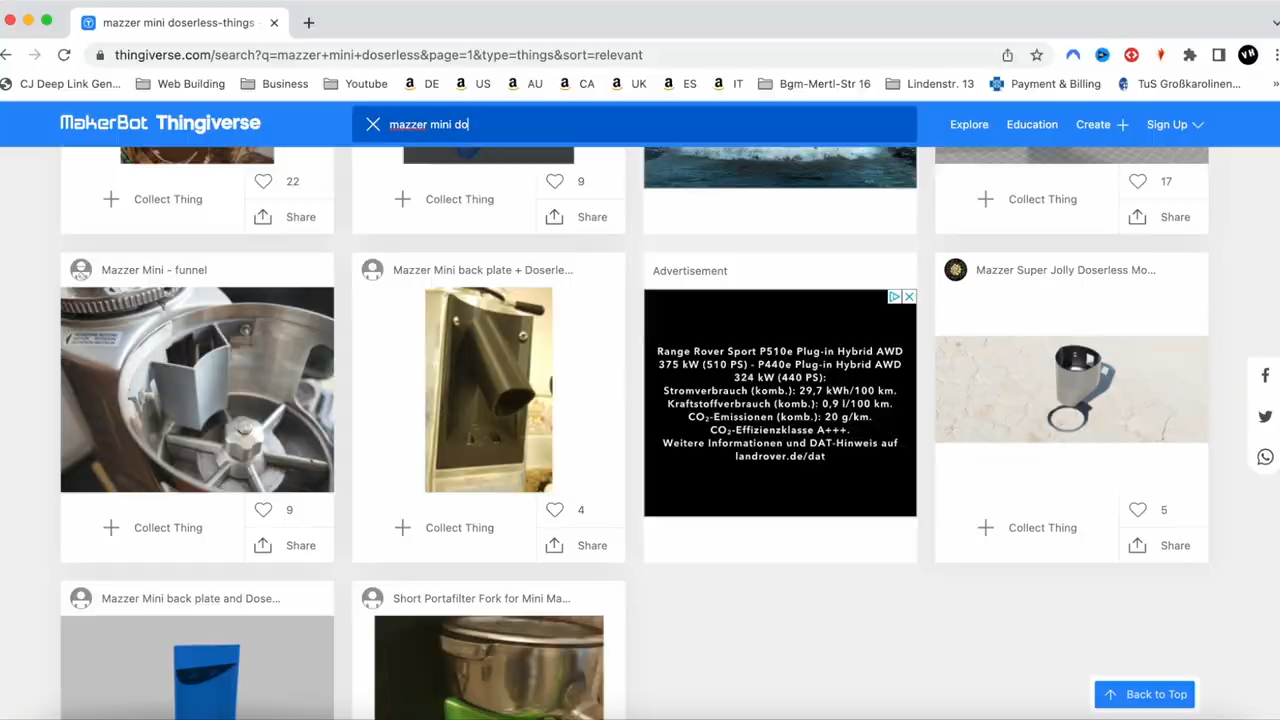 mazzer mini doserless-things
thingiverse.com/search?q=mazzer+mini+doserless&page=1&type=things&sort=relevant
VH
CJ Deep Link Gen...
Web Building
Business
Youtube
DE
US
AU
CA
UK
ES
IT
Bgm-Mertl-Str 16
Lindenstr. 13
Payment & Billing
TuS Großkarolinen...
»
MakerBot Thingiverse
mazzer mini do
Explore
Education
Create
Sign Up
22
Collect Thing
Share
9
Collect Thing
Share
17
Collect Thing
Share
Mazzer Mini - funnel
9
Collect Thing
Share
Mazzer Mini back plate + Doserle...
4
Collect Thing
Share
Advertisement
Range Rover Sport P510e Plug-in Hybrid AWD
375 kW (510 PS) - P440e Plug-in Hybrid AWD
324 kW (440 PS):
Stromverbrauch (komb.): 29,7 kWh/100 km.
Kraftstoffverbrauch (komb.): 0,9 l/100 km.
CO₂-Emissionen (komb.): 20 g/km.
CO₂-Effizienzklasse A+++.
Weitere Informationen und DAT-Hinweis auf
landrover.de/dat
Mazzer Super Jolly Doserless Mo...
5
Collect Thing
Share
Mazzer Mini back plate and Dose...
Short Portafilter Fork for Mini Ma...
Back to Top